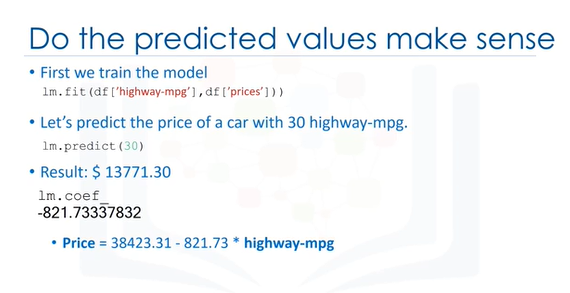 Do the predicted values make sense
• First we train the model
lm.fit(df['highway-mpg'],df['prices']))
• Let's predict the price of a car with 30 highway-mpg.
lm.predict(30)
• Result: $ 13771.30
lm.coef_
-821.73337832
• Price = 38423.31 - 821.73 * highway-mpg